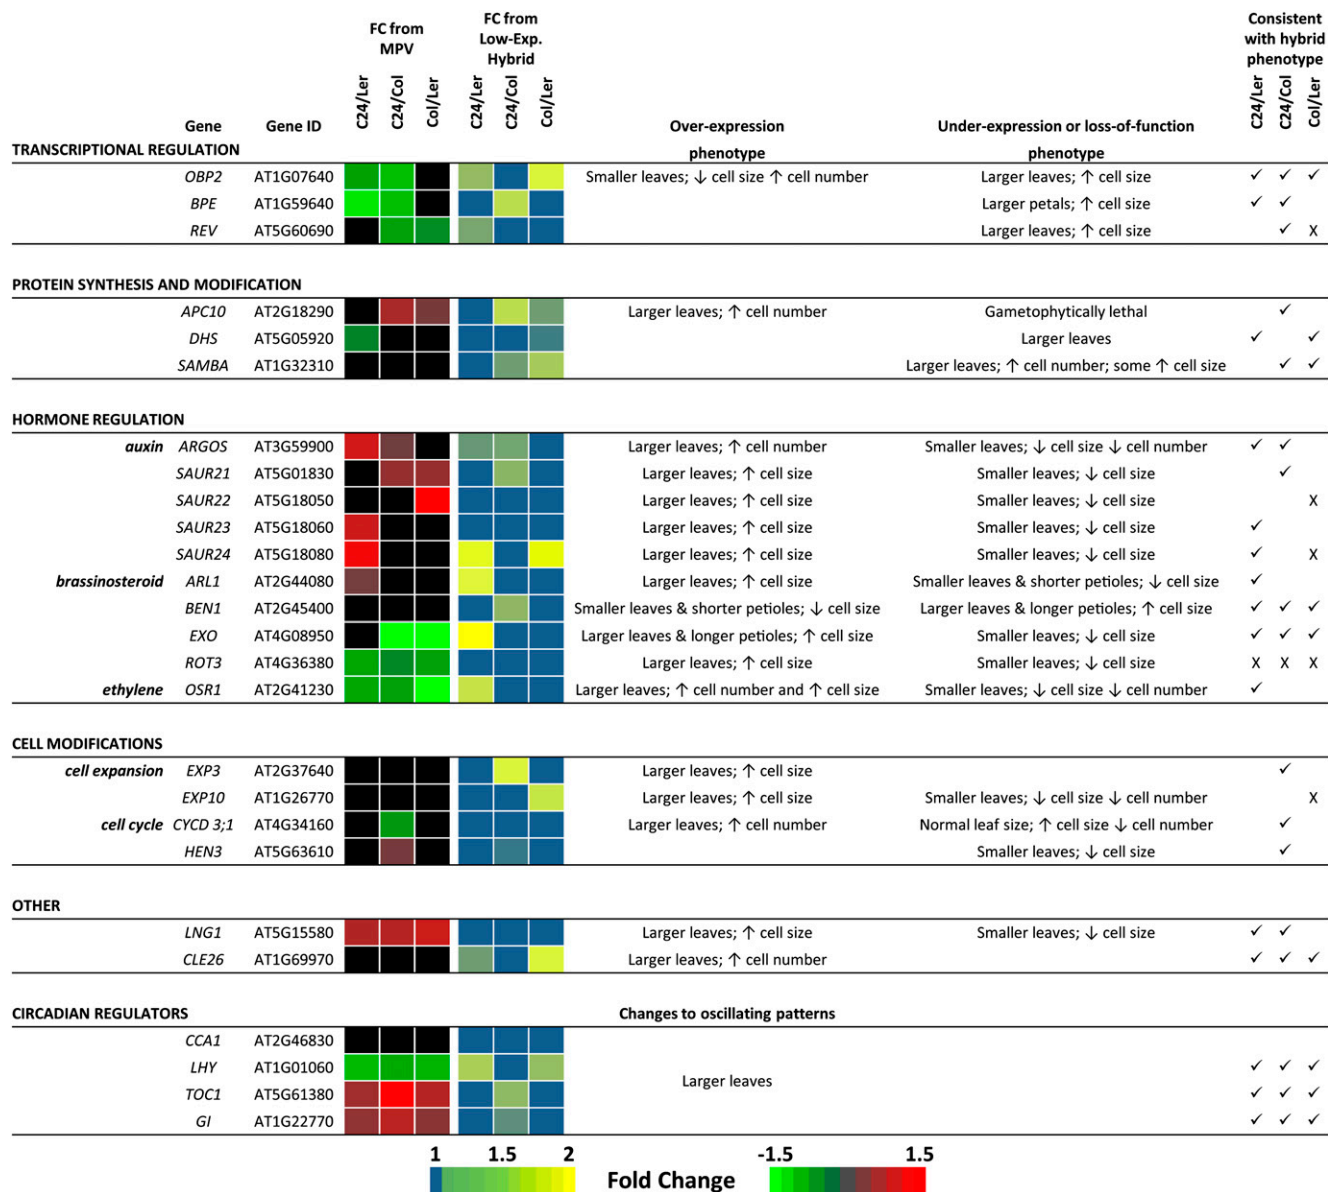 FC from MPV
FC from Low-Exp. Hybrid
Consistent with hybrid phenotype
C24/Ler C24/Col Col/Ler C24/Ler C24/Col Col/Ler C24/Ler C24/Col Col/Ler
Gene Gene ID Over-expression phenotype Under-expression or loss-of-function phenotype
TRANSCRIPTIONAL REGULATION
OBP2 AT1G07640 Smaller leaves; ↓ cell size ↑ cell number Larger leaves; ↑ cell size ✓ ✓ ✓
BPE AT1G59640 Larger petals; ↑ cell size ✓ ✓
REV AT5G60690 Larger leaves; ↑ cell size ✓ X
PROTEIN SYNTHESIS AND MODIFICATION
APC10 AT2G18290 Larger leaves; ↑ cell number Gametophytically lethal ✓
DHS AT5G05920 Larger leaves ✓ ✓
SAMBA AT1G32310 Larger leaves; ↑ cell number; some ↑ cell size ✓ ✓
HORMONE REGULATION
auxin ARGOS AT3G59900 Larger leaves; ↑ cell number Smaller leaves; ↓ cell size ↓ cell number ✓ ✓
SAUR21 AT5G01830 Larger leaves; ↑ cell size Smaller leaves; ↓ cell size ✓
SAUR22 AT5G18050 Larger leaves; ↑ cell size Smaller leaves; ↓ cell size X
SAUR23 AT5G18060 Larger leaves; ↑ cell size Smaller leaves; ↓ cell size ✓
SAUR24 AT5G18080 Larger leaves; ↑ cell size Smaller leaves; ↓ cell size ✓ X
brassinosteroid ARL1 AT2G44080 Larger leaves; ↑ cell size Smaller leaves & shorter petioles; ↓ cell size ✓
BEN1 AT2G45400 Smaller leaves & shorter petioles; ↓ cell size Larger leaves & longer petioles; ↑ cell size ✓ ✓ ✓
EXO AT4G08950 Larger leaves & longer petioles; ↑ cell size Smaller leaves; ↓ cell size ✓ ✓ ✓
ROT3 AT4G36380 Larger leaves; ↑ cell size Smaller leaves; ↓ cell size X X X
ethylene OSR1 AT2G41230 Larger leaves; ↑ cell number and ↑ cell size Smaller leaves; ↓ cell size ↓ cell number ✓
CELL MODIFICATIONS
cell expansion EXP3 AT2G37640 Larger leaves; ↑ cell size ✓
EXP10 AT1G26770 Larger leaves; ↑ cell size Smaller leaves; ↓ cell size ↓ cell number X
cell cycle CYCD 3;1 AT4G34160 Larger leaves; ↑ cell number Normal leaf size; ↑ cell size ↓ cell number ✓
HEN3 AT5G63610 Smaller leaves; ↓ cell size ✓
OTHER
LNG1 AT5G15580 Larger leaves; ↑ cell size Smaller leaves; ↓ cell size ✓ ✓
CLE26 AT1G69970 Larger leaves; ↑ cell number ✓ ✓ ✓
CIRCADIAN REGULATORS Changes to oscillating patterns
CCA1 AT2G46830
LHY AT1G01060 ✓ ✓ ✓
Larger leaves
TOC1 AT5G61380 ✓ ✓ ✓
GI AT1G22770 ✓ ✓ ✓
1 1.5 2 Fold Change -1.5 1.5